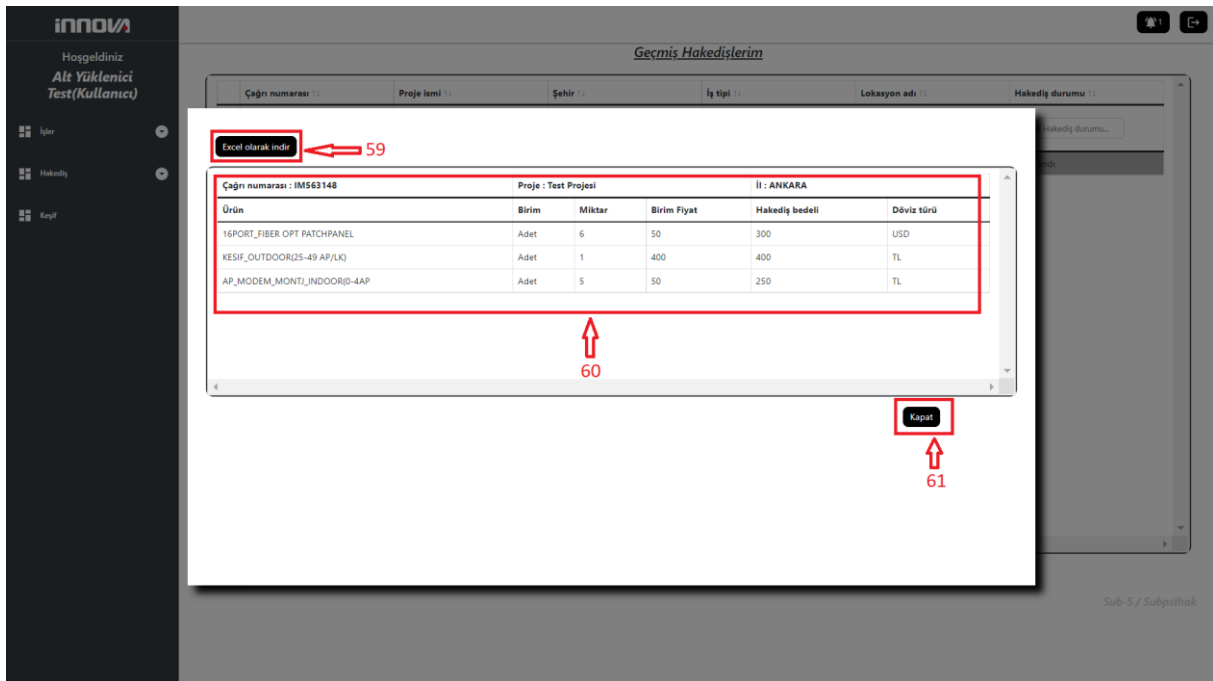 innova
1
Hoşgeldiniz
Alt Yüklenici
Test(Kullanıcı)
İşler
Hakediş
Keşif
Geçmiş Hakedişlerim
Çağrı numarası Proje ismi Şehir İş tipi Lokasyon adı Hakediş durumu
Hakediş durumu...
Excel olarak indir 59
Çağrı numarası : IM563148 Proje : Test Projesi İl : ANKARA
Ürün Birim Miktar Birim Fiyat Hakediş bedeli Döviz türü
16PORT_FIBER OPT PATCHPANEL Adet 6 50 300 USD
KESIF_OUTDOOR(25-49 AP/LK) Adet 1 400 400 TL
AP_MODEM_MONTJ_INDOOR(0-4AP Adet 5 50 250 TL
60
Kapat
61
Sub-5 / Subpsthak